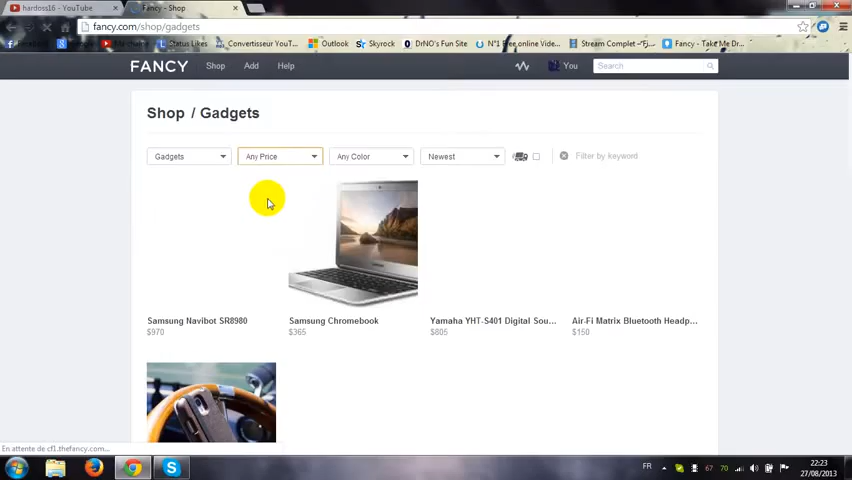 hardoss16 - YouTube
Fancy - Shop
fancy.com/shop/gadgets
Status Likes
Convertisseur YouT...
Outlook
Skyrock
DrNO's Fun Site
N°1 Free online Vide...
Stream Complet
Fancy - Take Me Dr...
FANCY
Shop
Add
Help
You
Search
Shop / Gadgets
Gadgets
Any Price
Any Color
Newest
Filter by keyword
Samsung Navibot SR8980
Samsung Chromebook
Yamaha YHT-S401 Digital Sou...
Air-Fi Matrix Bluetooth Headp...
$970
$365
$805
$150
En attente de cf1.thefancy.com...
FR
67
70
22:23
27/08/2013